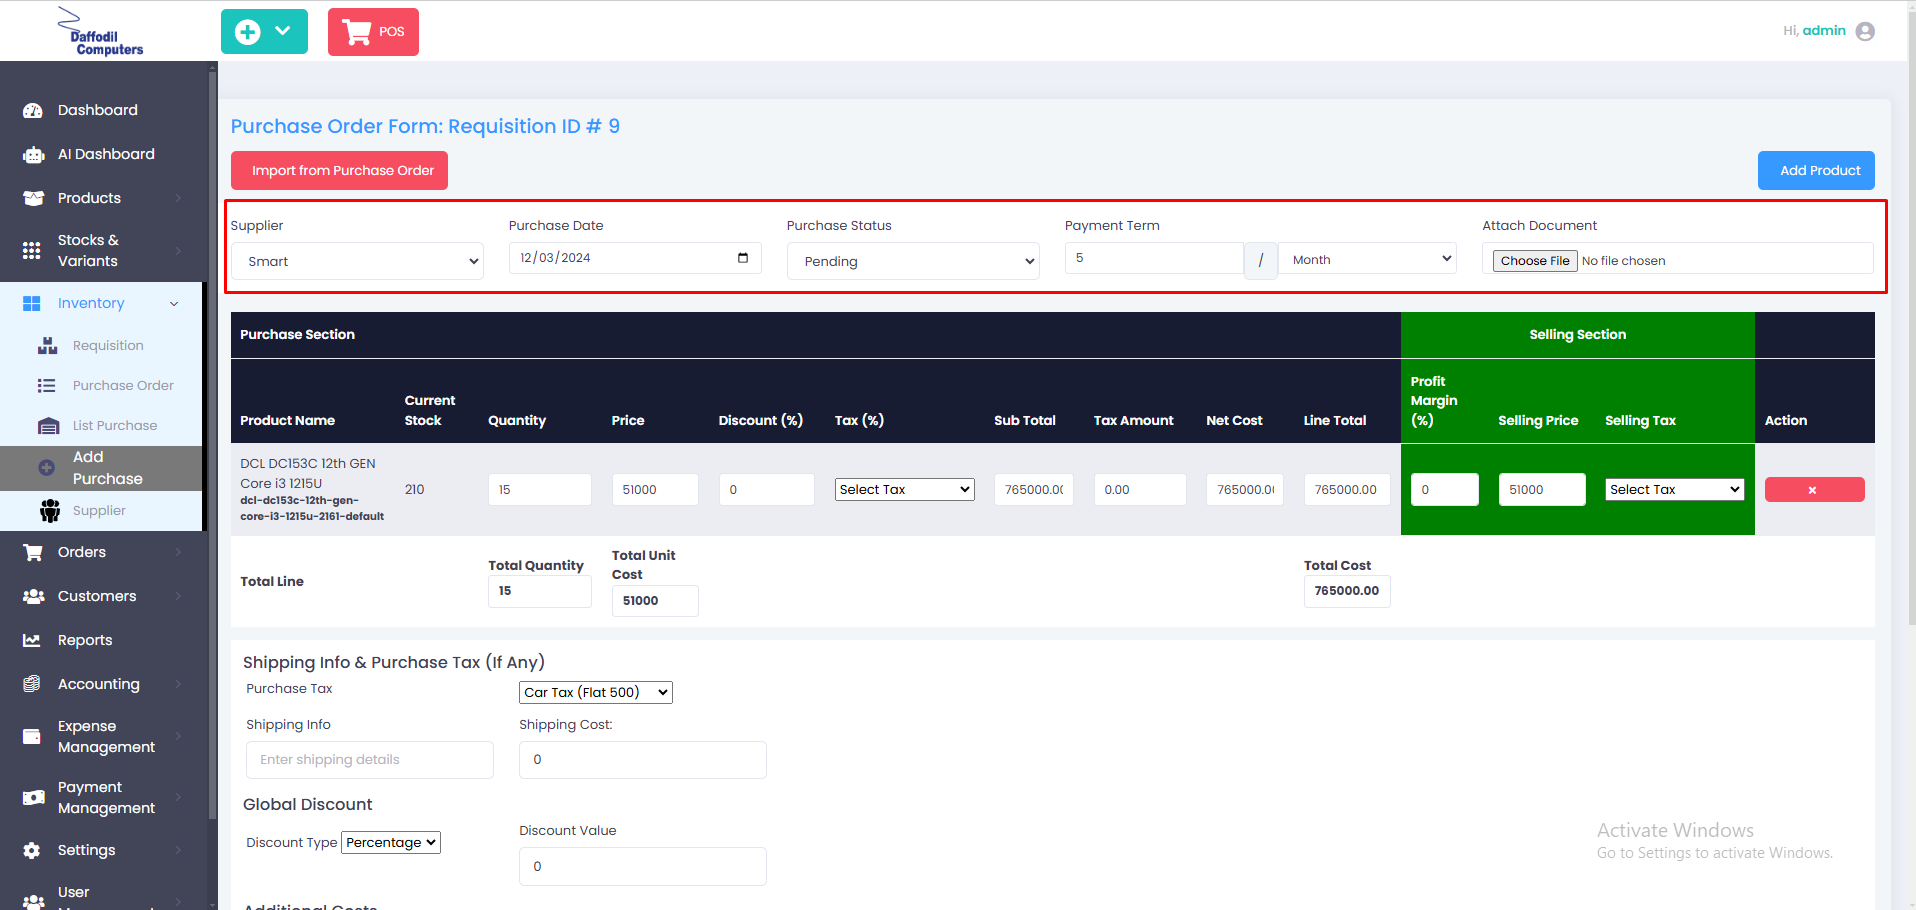 Daffodil
Computers
POS
Hi, admin
Dashboard
AI Dashboard
Products
Stocks &
Variants
Inventory
Requisition
Purchase Order
List Purchase
Add
Purchase
Supplier
Orders
Customers
Reports
Accounting
Expense
Management
Payment
Management
Settings
User
Purchase Order Form: Requisition ID # 9
Import from Purchase Order
Add Product
Supplier
Purchase Date
Purchase Status
Payment Term
Attach Document
Smart
12/03/2024
Pending
5
/
Month
Choose File No file chosen
Purchase Section
Selling Section
Product Name
Current
Stock
Quantity
Price
Discount (%)
Tax (%)
Sub Total
Tax Amount
Net Cost
Line Total
Profit
Margin
(%)
Selling Price
Selling Tax
Action
DCL DC153C 12th GEN
Core i3 1215U
dcl-dc153c-12th-gen-
core-i3-1215u-2161-default
210
15
51000
0
Select Tax
765000.00
0.00
765000.0
765000.00
0
51000
Select Tax
×
Total Line
Total Quantity
15
Total Unit
Cost
51000
Total Cost
765000.00
Shipping Info & Purchase Tax (If Any)
Purchase Tax
Car Tax (Flat 500)
Shipping Info
Shipping Cost:
Enter shipping details
0
Global Discount
Discount Type Percentage
Discount Value
0
Additional Costs
Activate Windows
Go to Settings to activate Windows.